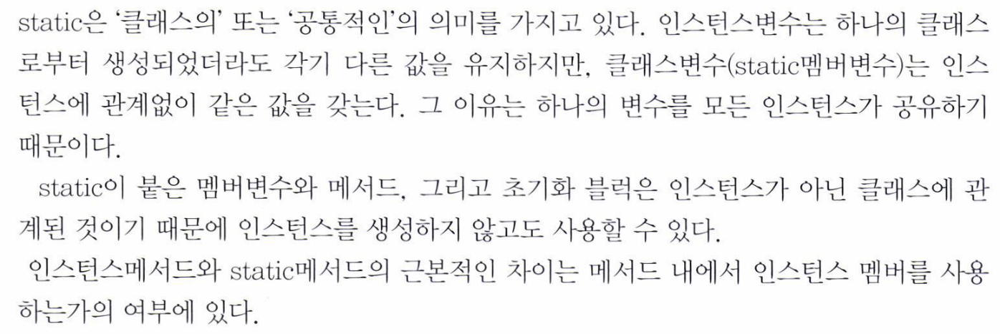 static은 ‘클래스의’ 또는 ‘공통적인’의 의미를 가지고 있다. 인스턴스변수는 하나의 클래스
로부터 생성되었더라도 각기 다른 값을 유지하지만, 클래스변수(static멤버변수)는 인스
턴스에 관계없이 같은 값을 갖는다. 그 이유는 하나의 변수를 모든 인스턴스가 공유하기
때문이다.
static이 붙은 멤버변수와 메서드, 그리고 초기화 블럭은 인스턴스가 아닌 클래스에 관
계된 것이기 때문에 인스턴스를 생성하지 않고도 사용할 수 있다.
인스턴스메서드와 static메서드의 근본적인 차이는 메서드 내에서 인스턴스 멤버를 사용
하는가의 여부에 있다.